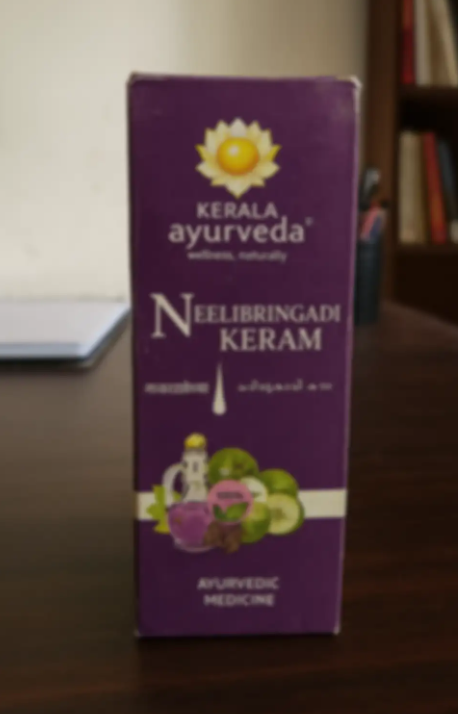 KERALA
ayurveda®
wellness, naturally
NEELIBRINGADI
KERAM
AYURVEDIC
MEDICINE